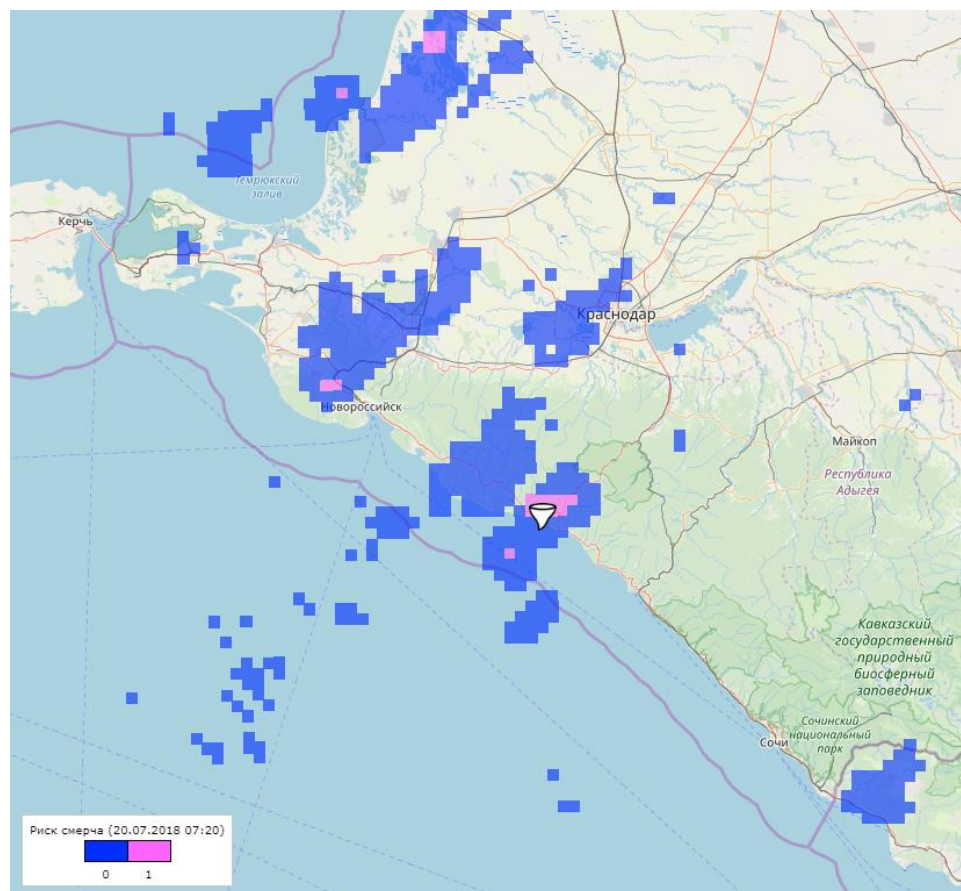 Темрюкский
залив
Керчь
Краснодар
Новороссийск
Майкоп
Республика
Адыгея
Кавказский
государственный
природный
биосферный
заповедник
Сочинский
национальный
парк
Сочи
Риск смерча (20.07.2018 07:20)
0 1